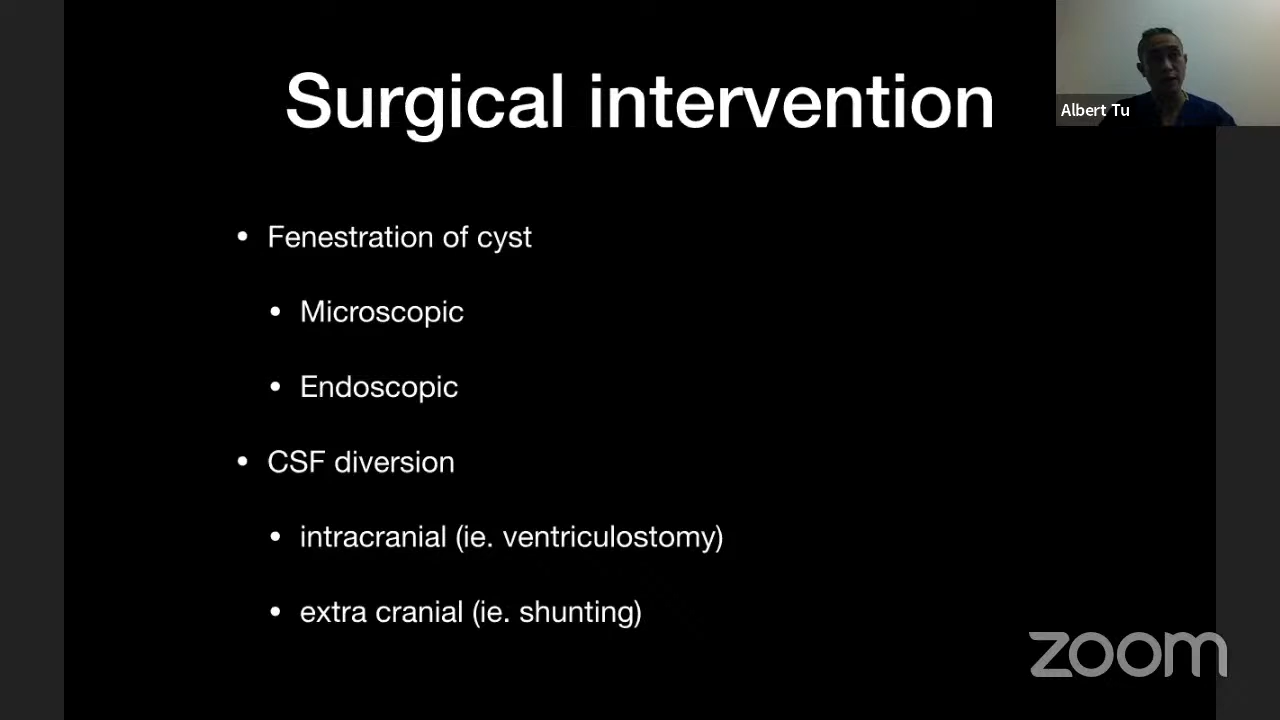 Surgical intervention
Albert Tu
• Fenestration of cyst
• Microscopic
• Endoscopic
• CSF diversion
• intracranial (ie. ventriculostomy)
• extra cranial (ie. shunting)
zoom